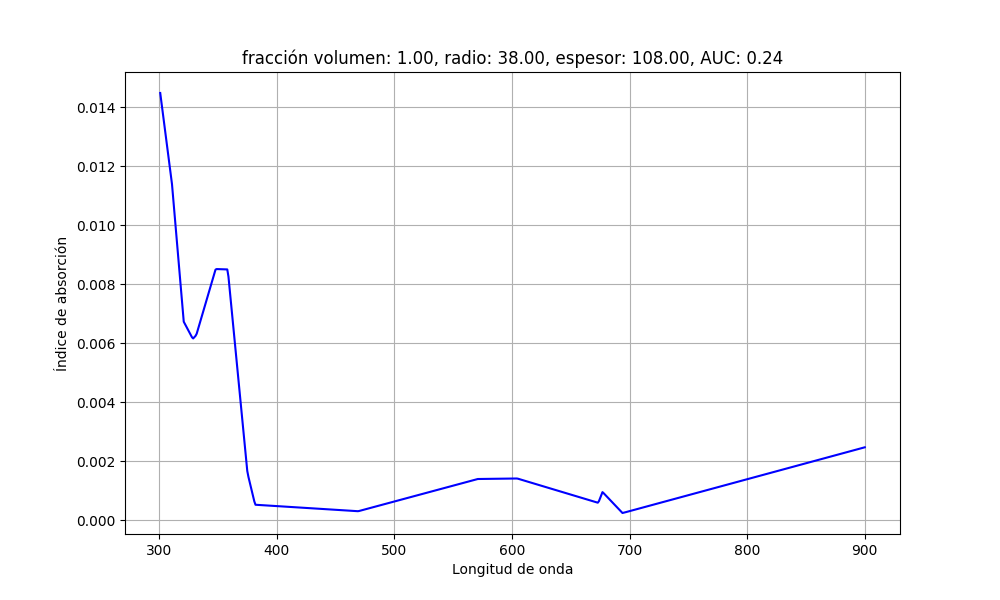 fracción volumen: 1.00, radio: 38.00, espesor: 108.00, AUC: 0.24
Índice de absorción
0.014
0.012
0.010
0.008
0.006
0.004
0.002
0.000
300 400 500 600 700 800 900
Longitud de onda